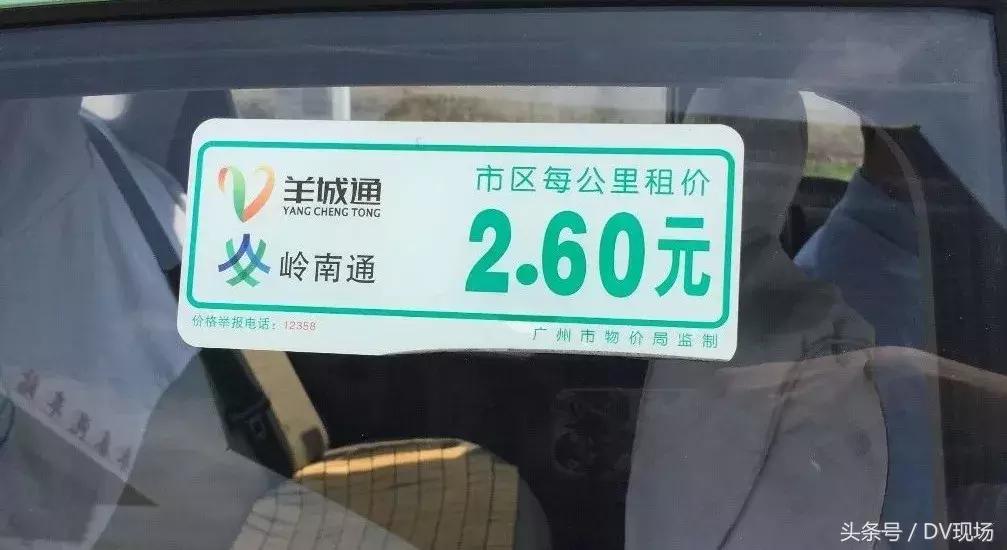 羊城通
YANG CHENG TONG
岭南通
市区每公里租价
2.60元
价格举报电话：12358
广州市物价局监制
头条号 / DV现场